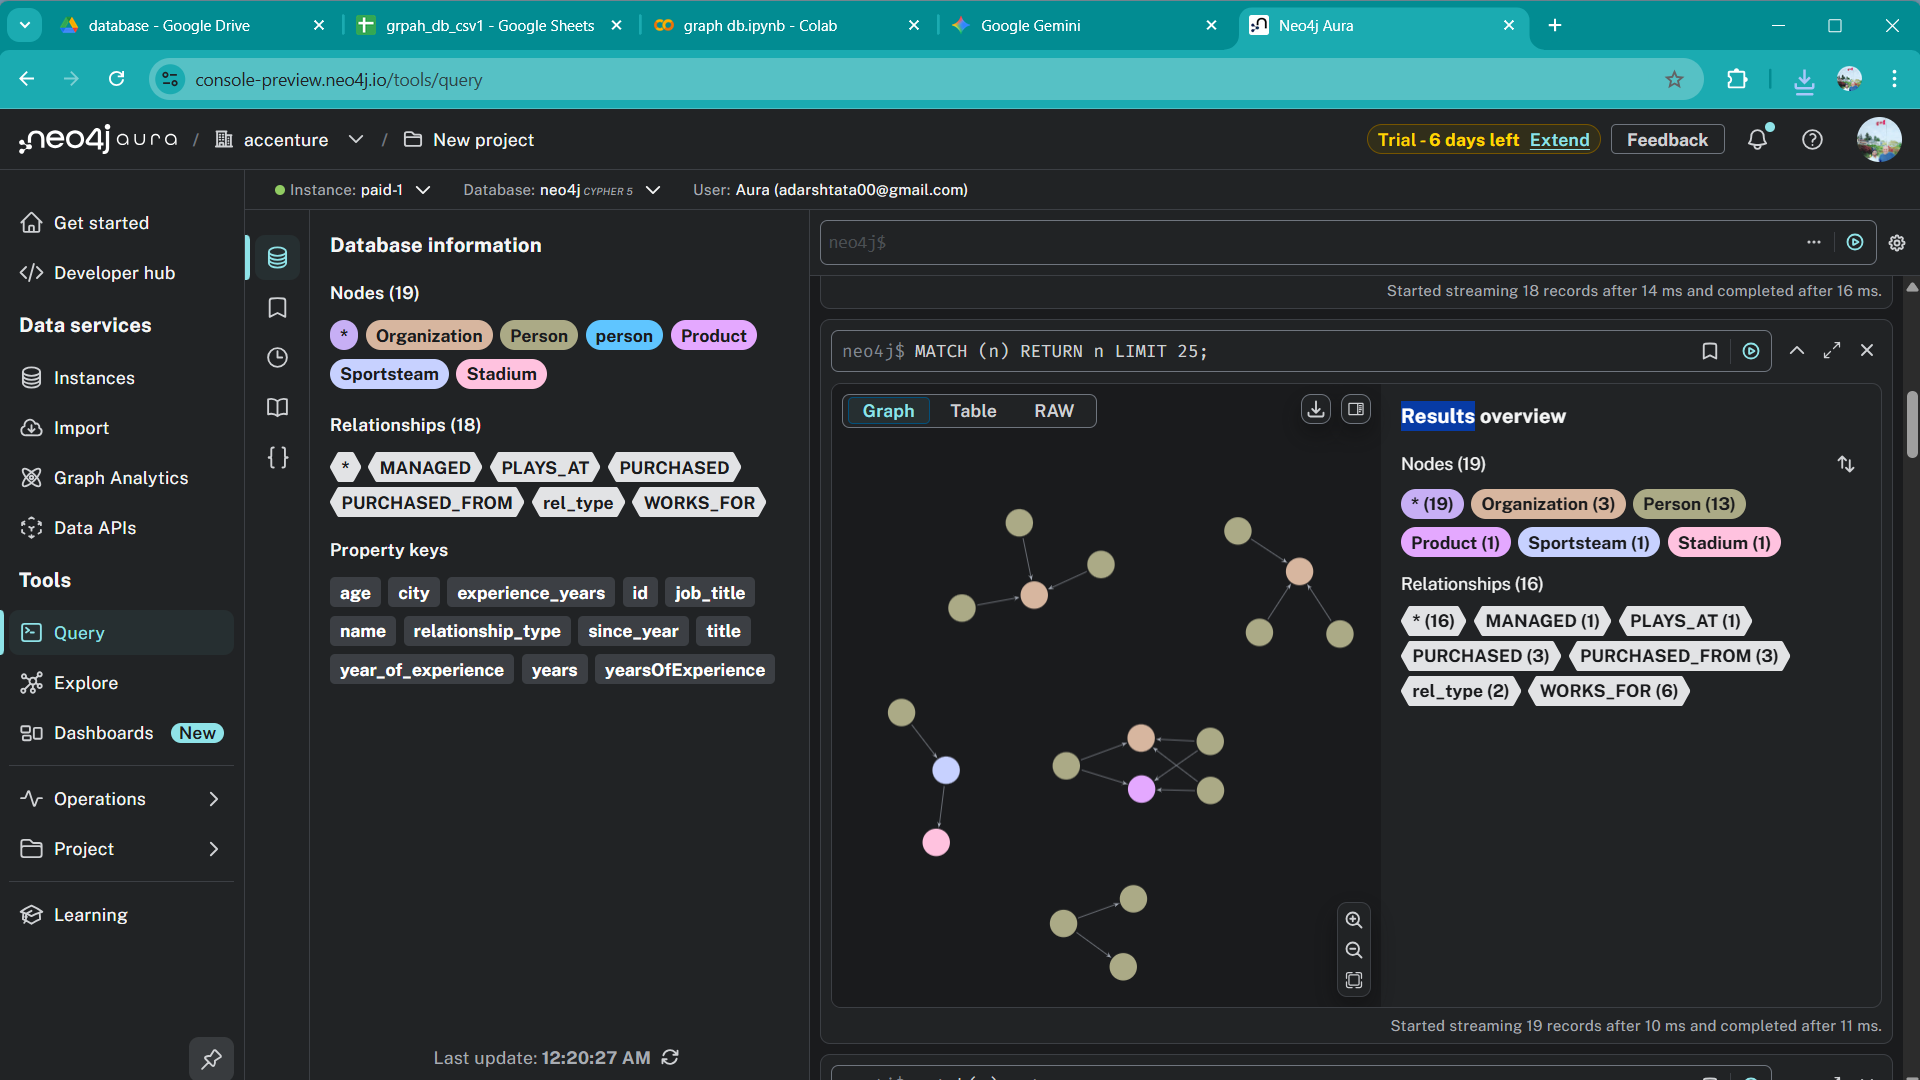 database - Google Drive
grpah_db_csv1 - Google Sheets
graph db.ipynb - Colab
Google Gemini
Neo4j Aura
console-preview.neo4j.io/tools/query
neo4j aura / accenture / New project
Trial - 6 days left Extend
Feedback
Instance: paid-1
Database: neo4j CYPHER 5
User: Aura (adarshtata00@gmail.com)
Get started
Developer hub
Data services
Instances
Import
Graph Analytics
Data APIs
Tools
Query
Explore
Dashboards New
Operations
Project
Learning
Database information
Nodes (19)
* Organization Person person Product
Sportsteam Stadium
Relationships (18)
* MANAGED PLAYS_AT PURCHASED
PURCHASED_FROM rel_type WORKS_FOR
Property keys
age city experience_years id job_title
name relationship_type since_year title
year_of_experience years yearsOfExperience
Last update: 12:20:27 AM
neo4j$
Started streaming 18 records after 14 ms and completed after 16 ms.
neo4j$ MATCH (n) RETURN n LIMIT 25;
Graph Table RAW
Results overview
Nodes (19)
* (19) Organization (3) Person (13)
Product (1) Sportsteam (1) Stadium (1)
Relationships (16)
* (16) MANAGED (1) PLAYS_AT (1)
PURCHASED (3) PURCHASED_FROM (3)
rel_type (2) WORKS_FOR (6)
Started streaming 19 records after 10 ms and completed after 11 ms.